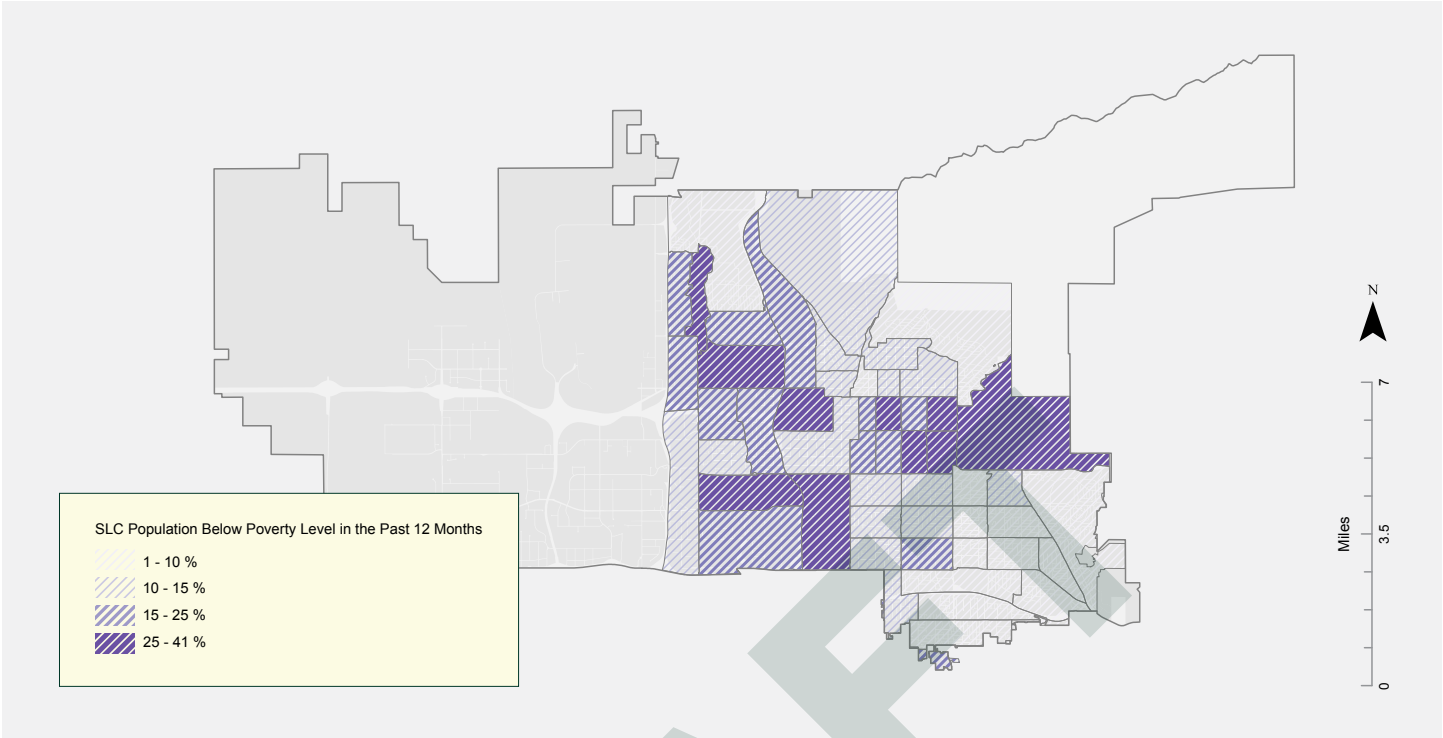 N
7
3.5
Miles
0
SLC Population Below Poverty Level in the Past 12 Months
1 - 10 %
10 - 15 %
15 - 25 %
25 - 41 %